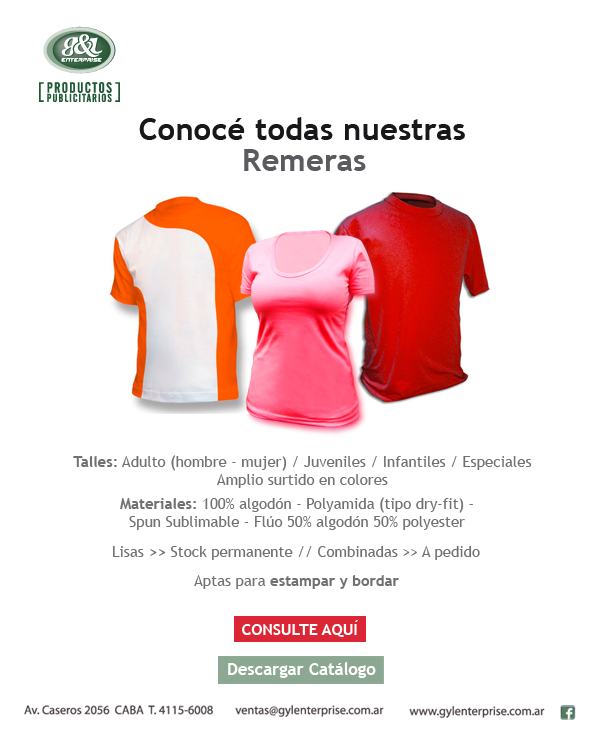 g&l
ENTERPRISE
[PRODUCTOS
PUBLICITARIOS]
Conocé todas nuestras
Remeras
Talles: Adulto (hombre - mujer) / Juveniles / Infantiles / Especiales
Amplio surtido en colores
Materiales: 100% algodón - Polyamida (tipo dry-fit) -
Spun Sublimable - Flúo 50% algodón 50% polyester
Lisas >> Stock permanente // Combinadas >> A pedido
Aptas para estampar y bordar
CONSULTE AQUÍ
Descargar Catálogo
Av. Caseros 2056 CABA T. 4115-6008 ventas@gylenterprise.com.ar www.gylenterprise.com.ar f